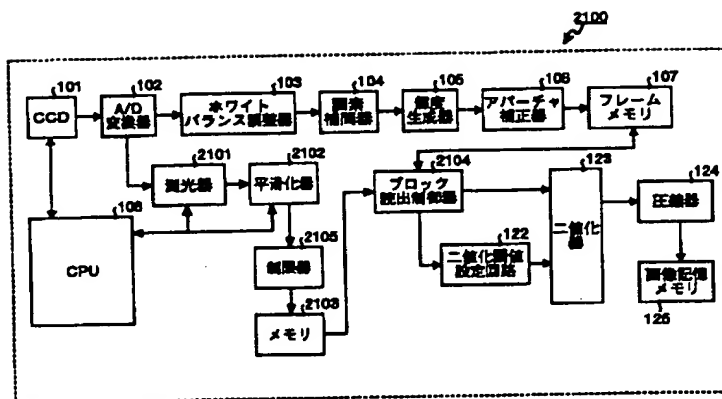 2100
101
102
103
104
105
106
107
CCD
A/D
変換器
ホワイト
バランス調整器
画素
補間器
輝度
生成器
アパーチャ
補正器
フレーム
メモリ
2101
2102
2104
123
124
測光器
平滑化器
ブロック
読出制御器
二値化
器
圧縮器
108
CPU
2105
制限器
122
二値化閾値
設定回路
画像記憶
メモリ
125
2103
メモリ